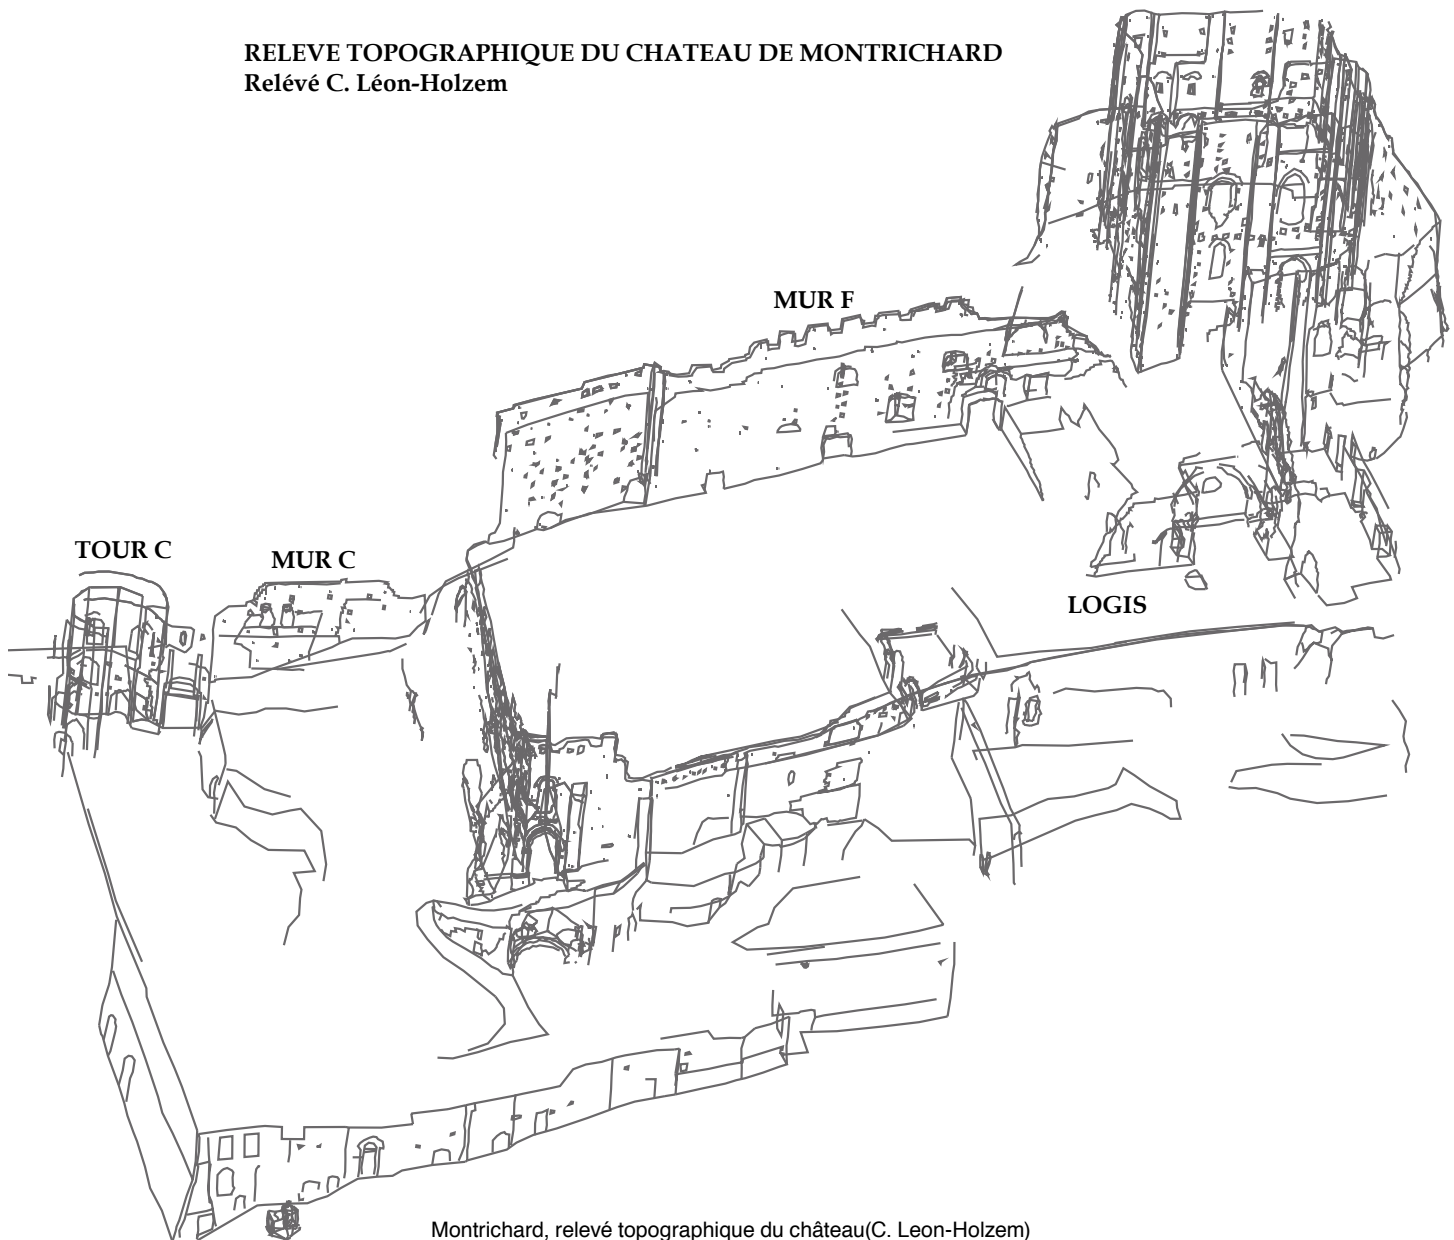 RELEVE TOPOGRAPHIQUE DU CHATEAU DE MONTRICHARD
Relévé C. Léon-Holzem
MUR F
TOUR C
MUR C
LOGIS
Montrichard, relevé topographique du château(C. Leon-Holzem)